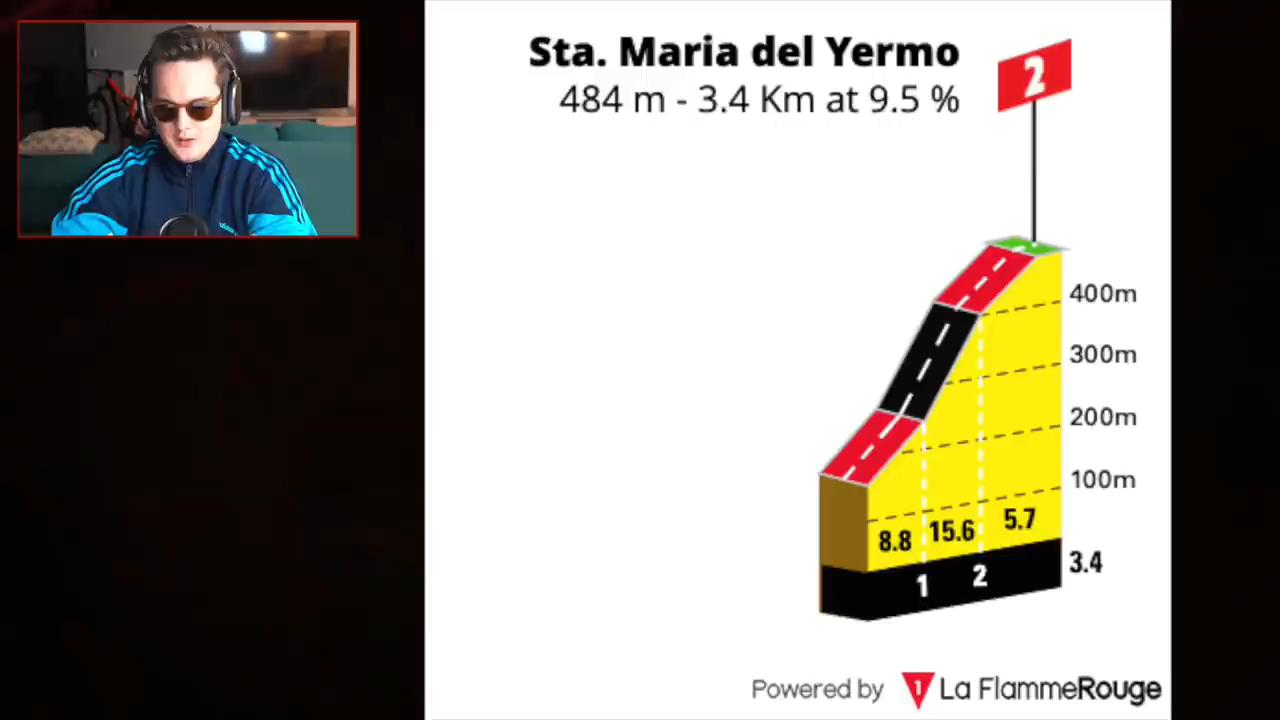 Sta. Maria del Yermo
484 m - 3.4 Km at 9.5 %
2
400m
300m
200m
100m
8.8 15.6 5.7
3.4
1 2
Powered by 1 La FlammeRouge